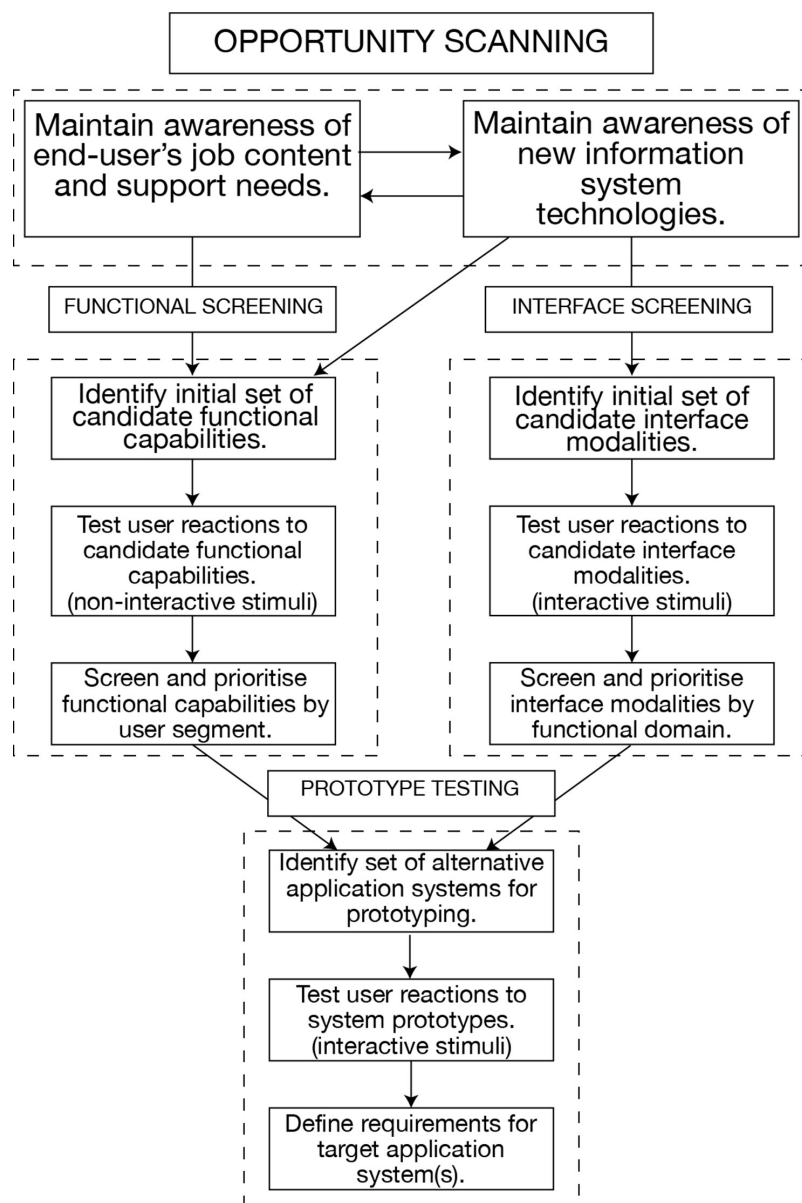 OPPORTUNITY SCANNING
Maintain awareness of
end-user’s job content
and support needs.
Maintain awareness of
new information
system
technologies.
FUNCTIONAL SCREENING
INTERFACE SCREENING
Identify initial set of
candidate functional
capabilities.
Identify initial set of
candidate interface
modalities.
Test user reactions to
candidate functional
capabilities.
(non-interactive stimuli)
Test user reactions to
candidate interface
modalities.
(interactive stimuli)
Screen and prioritise
functional capabilities by
user segment.
Screen and prioritise
interface modalities by
functional domain.
PROTOTYPE TESTING
Identify set of alternative
application systems for
prototyping.
Test user reactions to
system prototypes.
(interactive stimuli)
Define requirements for
target application
system(s).